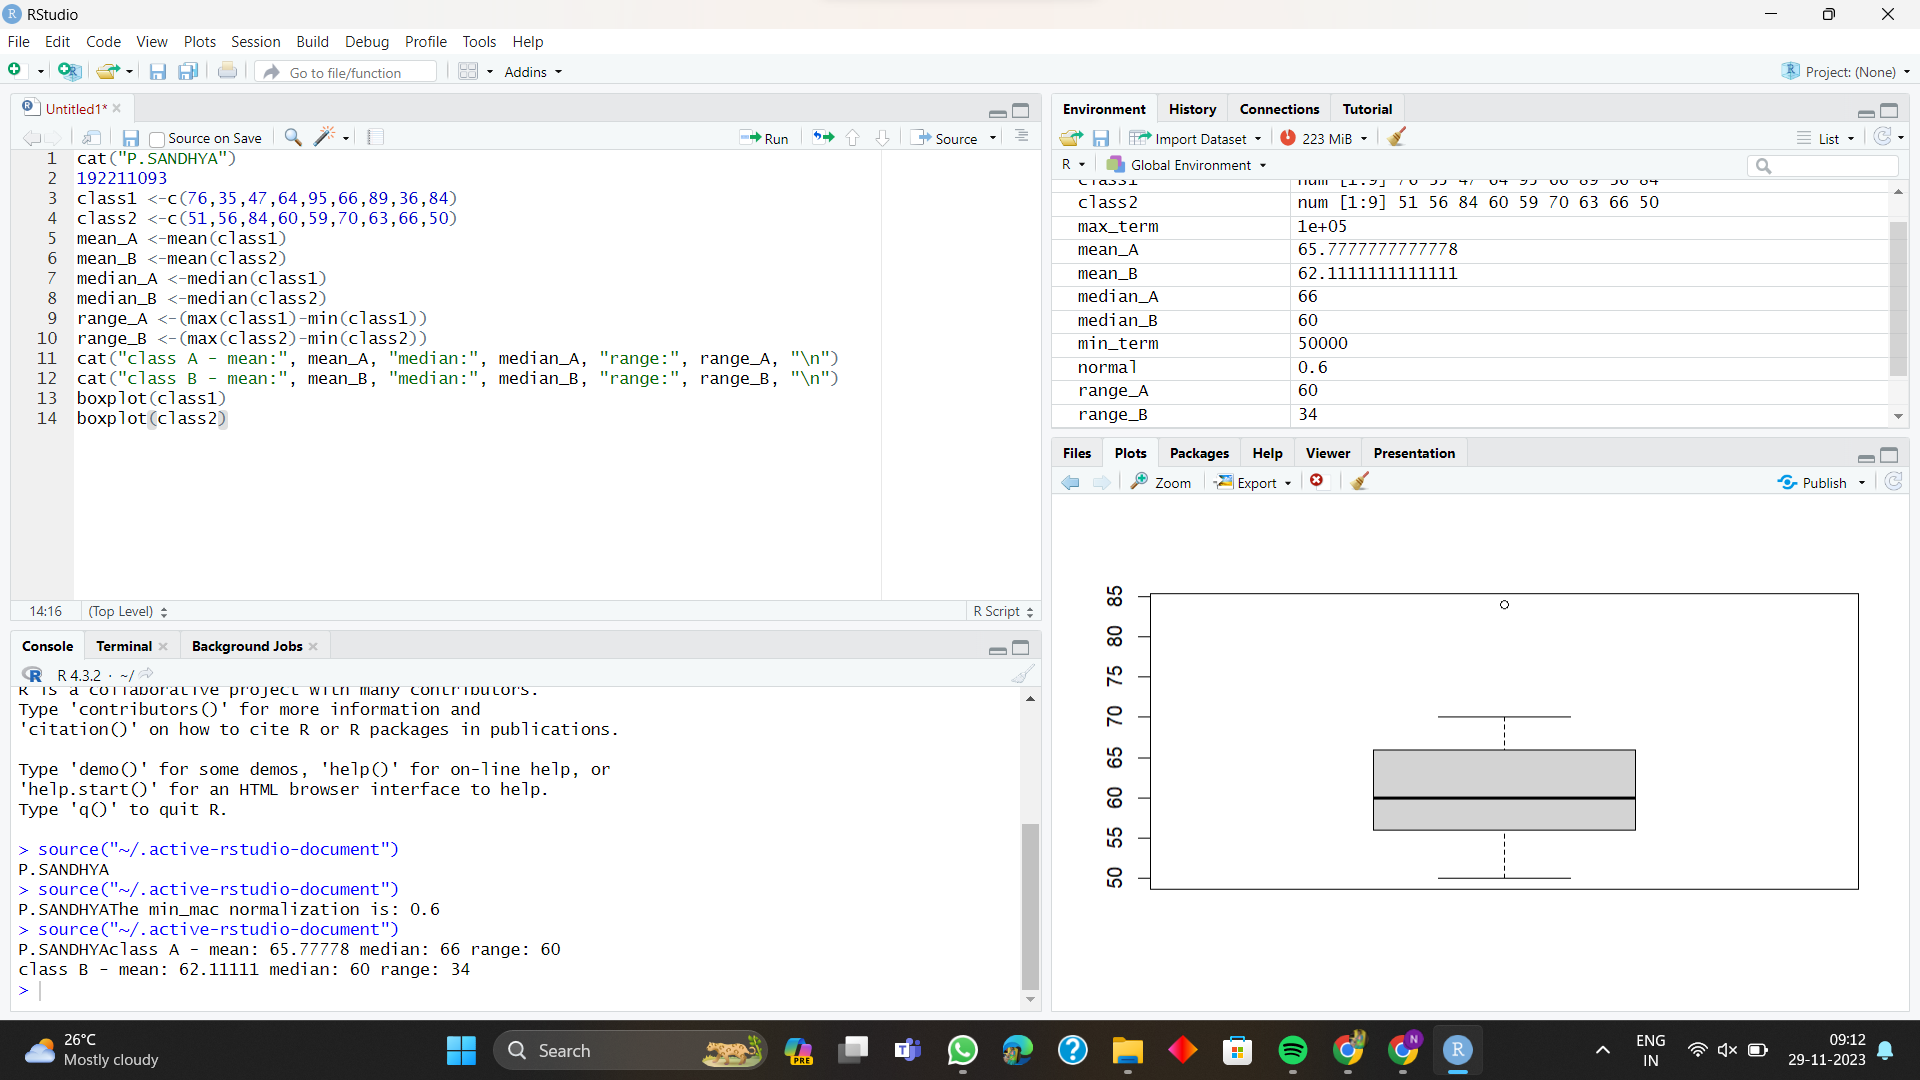 RStudio
File Edit Code View Plots Session Build Debug Profile Tools Help
Go to file/function Addins Project: (None)
Untitled1*
Source on Save Run Source
1 cat("P.SANDHYA")
2 192211093
3 class1 <-c(76,35,47,64,95,66,89,36,84)
4 class2 <-c(51,56,84,60,59,70,63,66,50)
5 mean_A <-mean(class1)
6 mean_B <-mean(class2)
7 median_A <-median(class1)
8 median_B <-median(class2)
9 range_A <-(max(class1)-min(class1))
10 range_B <-(max(class2)-min(class2))
11 cat("class A - mean:", mean_A, "median:", median_A, "range:", range_A, "\n")
12 cat("class B - mean:", mean_B, "median:", median_B, "range:", range_B, "\n")
13 boxplot(class1)
14 boxplot(class2)
14:16 (Top Level) R Script
Console Terminal Background Jobs
R 4.3.2 · ~/
R is a collaborative project with many contributors.
Type 'contributors()' for more information and
'citation()' on how to cite R or R packages in publications.
Type 'demo()' for some demos, 'help()' for on-line help, or
'help.start()' for an HTML browser interface to help.
Type 'q()' to quit R.
> source("~/.active-rstudio-document")
P.SANDHYA
> source("~/.active-rstudio-document")
P.SANDHYAThe min_mac normalization is: 0.6
> source("~/.active-rstudio-document")
P.SANDHYAclass A - mean: 65.77778 median: 66 range: 60
class B - mean: 62.11111 median: 60 range: 34
>
Environment History Connections Tutorial
Import Dataset 223 MiB List
R Global Environment
class1 num [1:9] 76 35 47 64 95 66 89 36 84
class2 num [1:9] 51 56 84 60 59 70 63 66 50
max_term 1e+05
mean_A 65.7777777777778
mean_B 62.1111111111111
median_A 66
median_B 60
min_term 50000
normal 0.6
range_A 60
range_B 34
Files Plots Packages Help Viewer Presentation
Zoom Export Publish
85
80
75
70
65
60
55
50
26°C
Mostly cloudy
Search
PRE
ENG
IN
09:12
29-11-2023